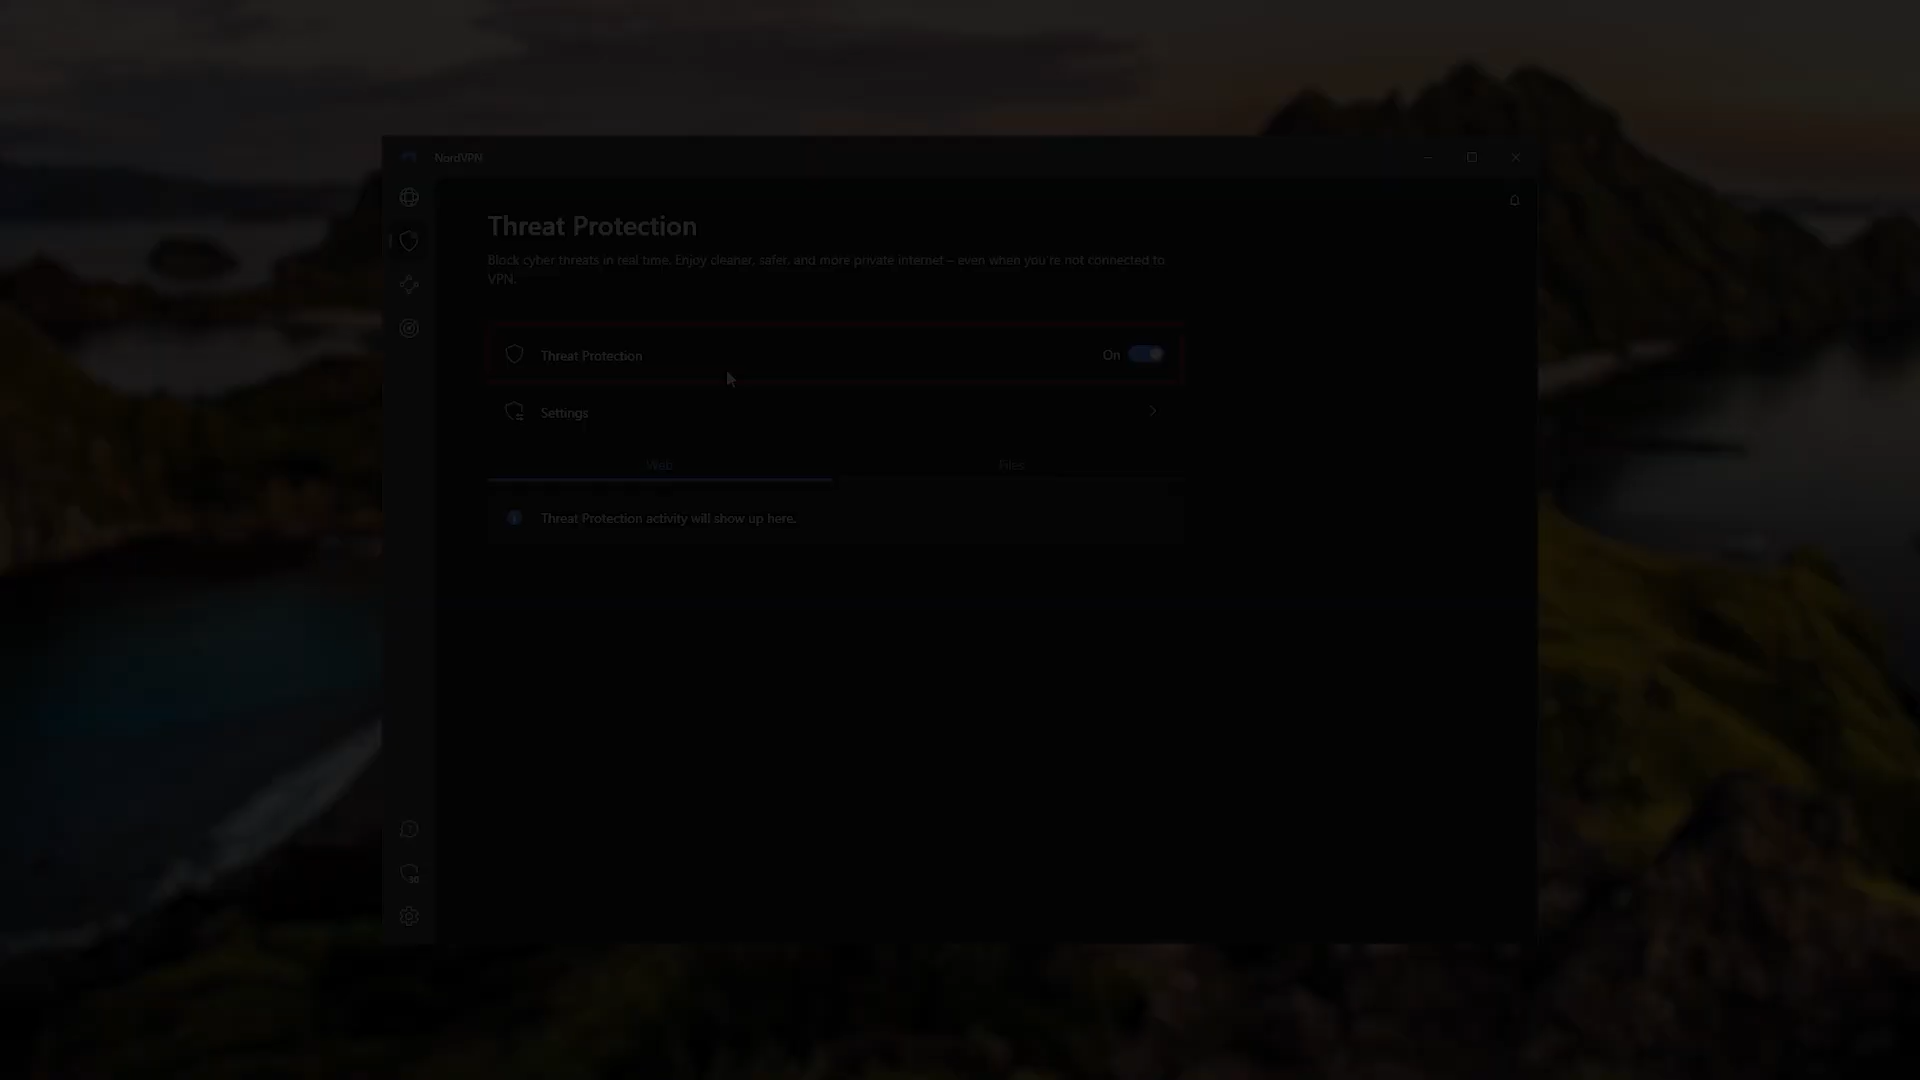 NordVPN
Threat Protection
Block cyber threats in real time. Enjoy cleaner, safer, and more private internet – even when you're not connected to
VPN.
Threat Protection
On
Settings
Web
Files
Threat Protection activity will show up here.
30